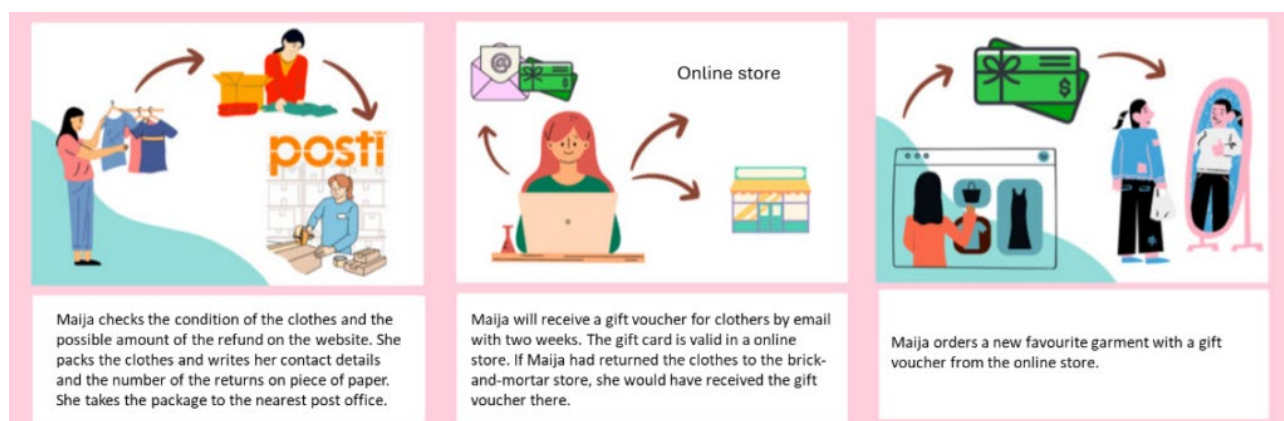 posti
Online store
Maija checks the condition of the clothes and the
possible amount of the refund on the website. She
packs the clothes and writes her contact details
and the number of the returns on piece of paper.
She takes the package to the nearest post office.
Maija will receive a gift voucher for clothers by email
with two weeks. The gift card is valid in a online
store. If Maija had returned the clothes to the brick-
and-mortar store, she would have received the gift
voucher there.
Maija orders a new favourite garment with a gift
voucher from the online store.